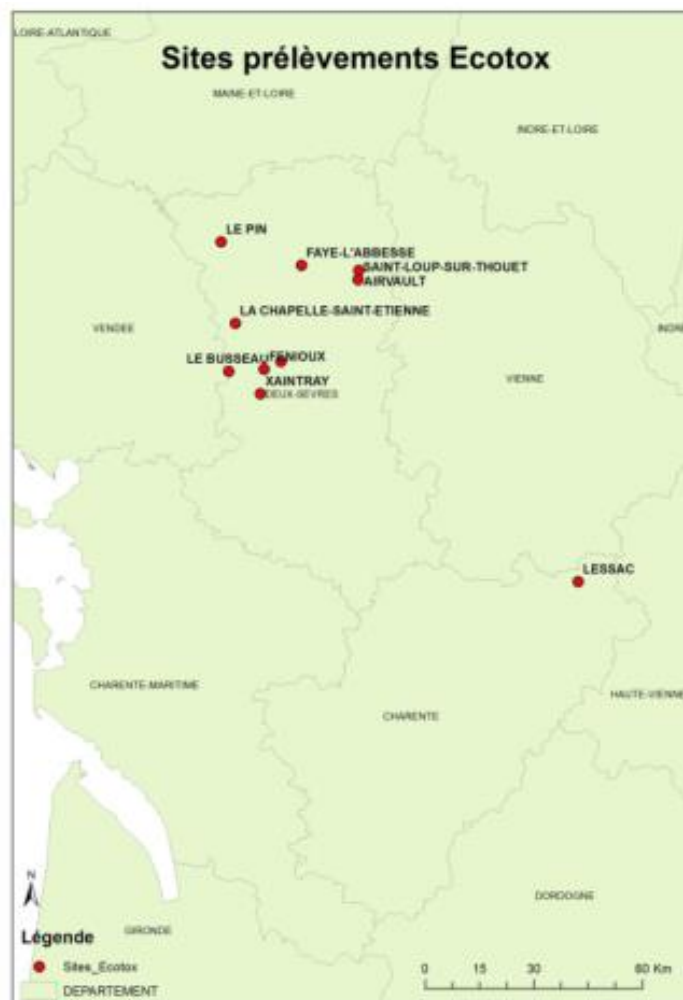 LOIRE-ATLANTIQUE
Sites prélèvements Ecotox
MAINE-ET-LOIRE
INDRE-ET-LOIRE
LE PIN
FAYE-L'ABBESSE
SAINT-LOUP-SUR-THOUET
AIRVAULT
LA CHAPELLE-SAINT-ETIENNE
VENDEE
INDRE
LE BUSSEAU
FENIOUX
XAINTRAY
VIENNE
DEUX-SEVRES
LESSAC
CHARENTE-MARITIME
HAUTE-VIENNE
CHARENTE
N
DORDOGNE
GIRONDE
Légende
Sites_Ecotox
DEPARTEMENT
0 15 30 60 Km